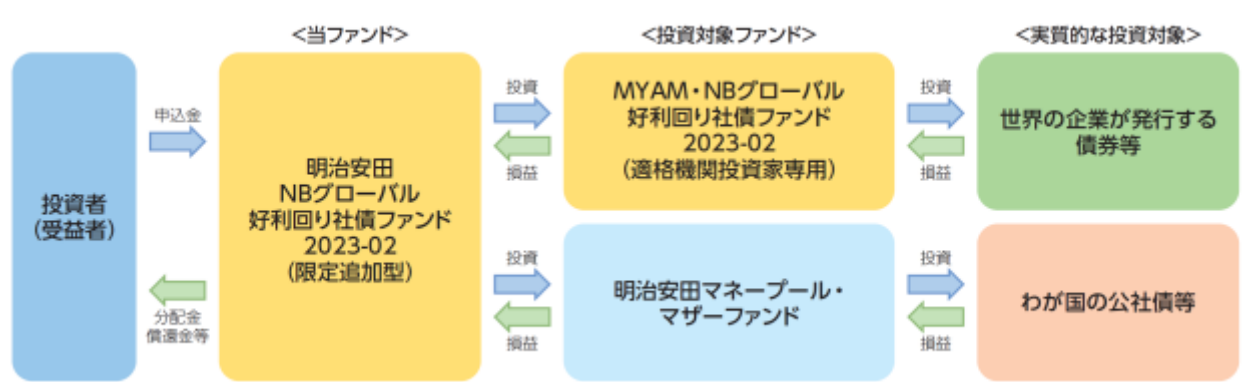 <当ファンド>
<投資対象ファンド>
<実質的な投資対象>
投資者
(受益者)
申込金
分配金
償還金等
明治安田
NBグローバル
好利回り社債ファンド
2023-02
(限定追加型)
投資
損益
投資
損益
MYAM・NBグローバル
好利回り社債ファンド
2023-02
(適格機関投資家専用)
明治安田マネープール・
マザーファンド
投資
損益
投資
損益
世界の企業が発行する
債券等
わが国の公社債等